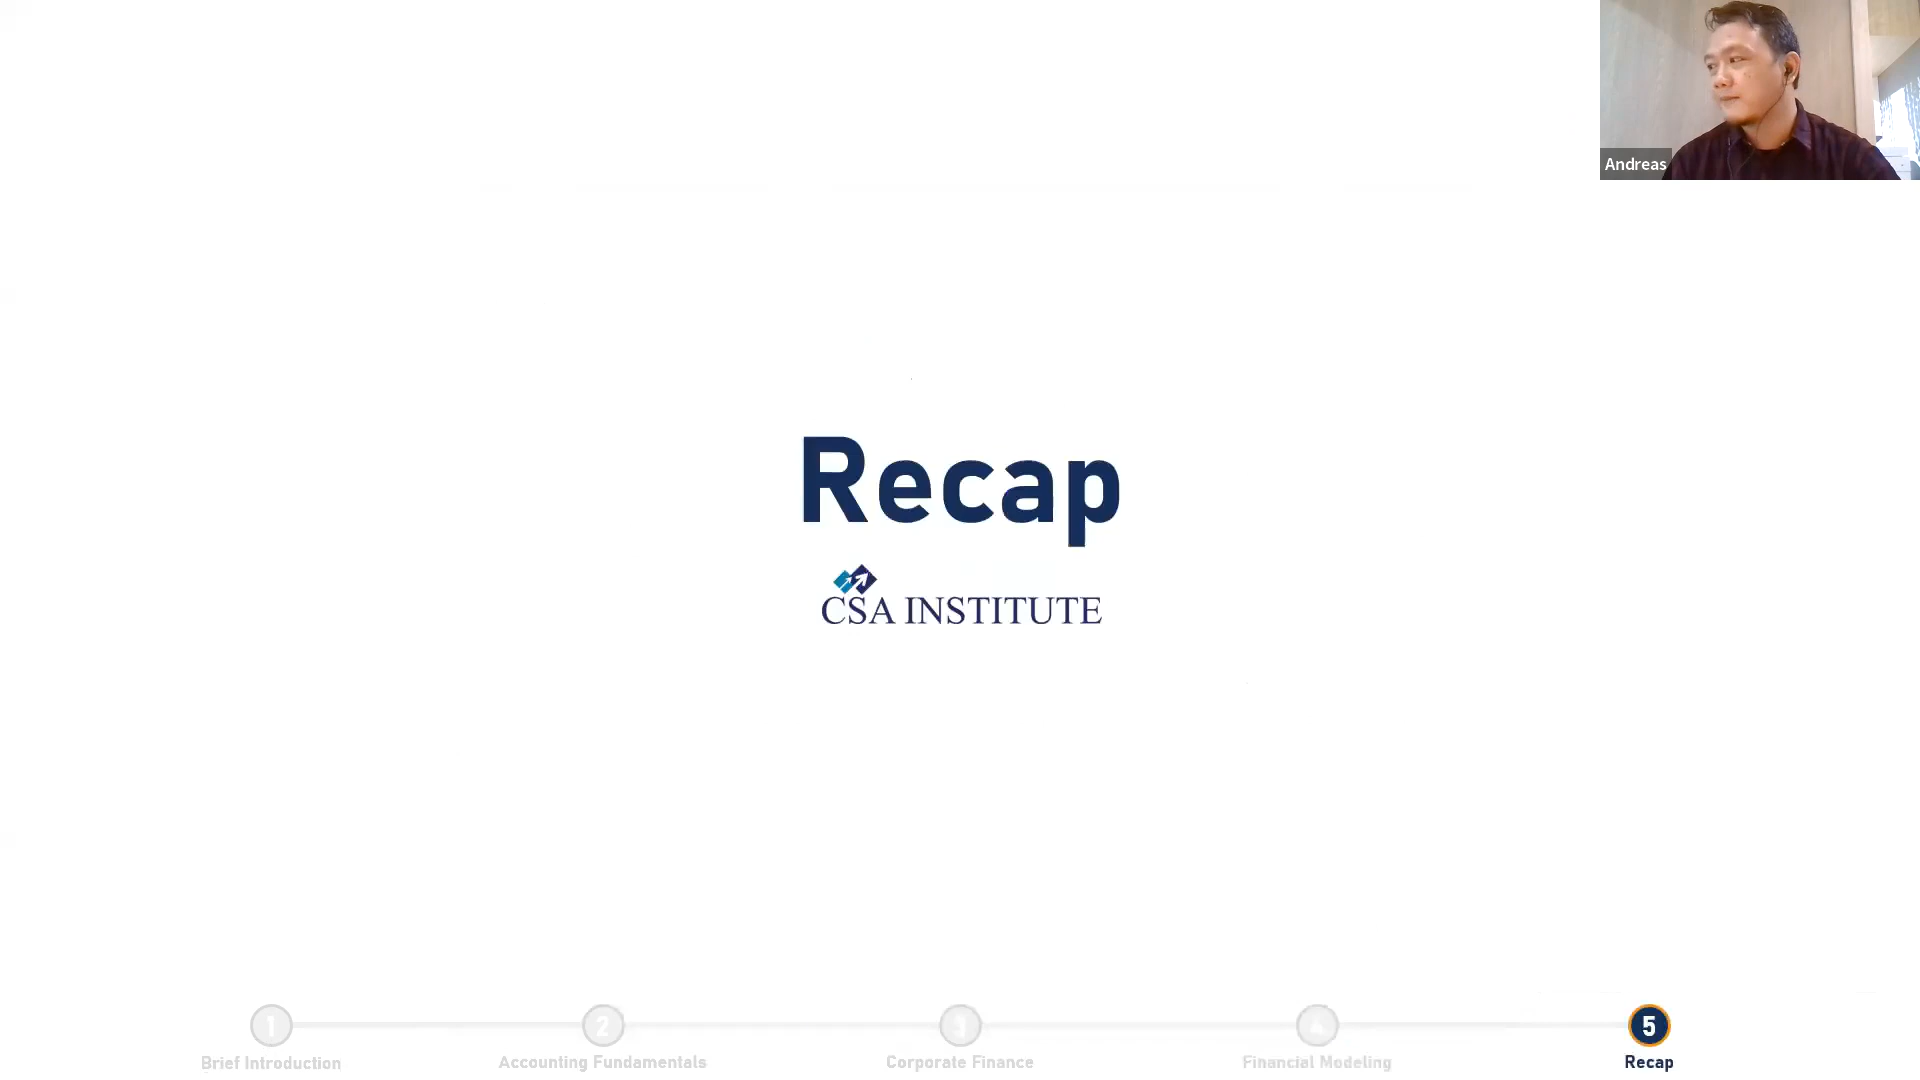 Andreas
Recap
CSA INSTITUTE
1
2
3
4
5
Brief Introduction
Accounting Fundamentals
Corporate Finance
Financial Modeling
Recap